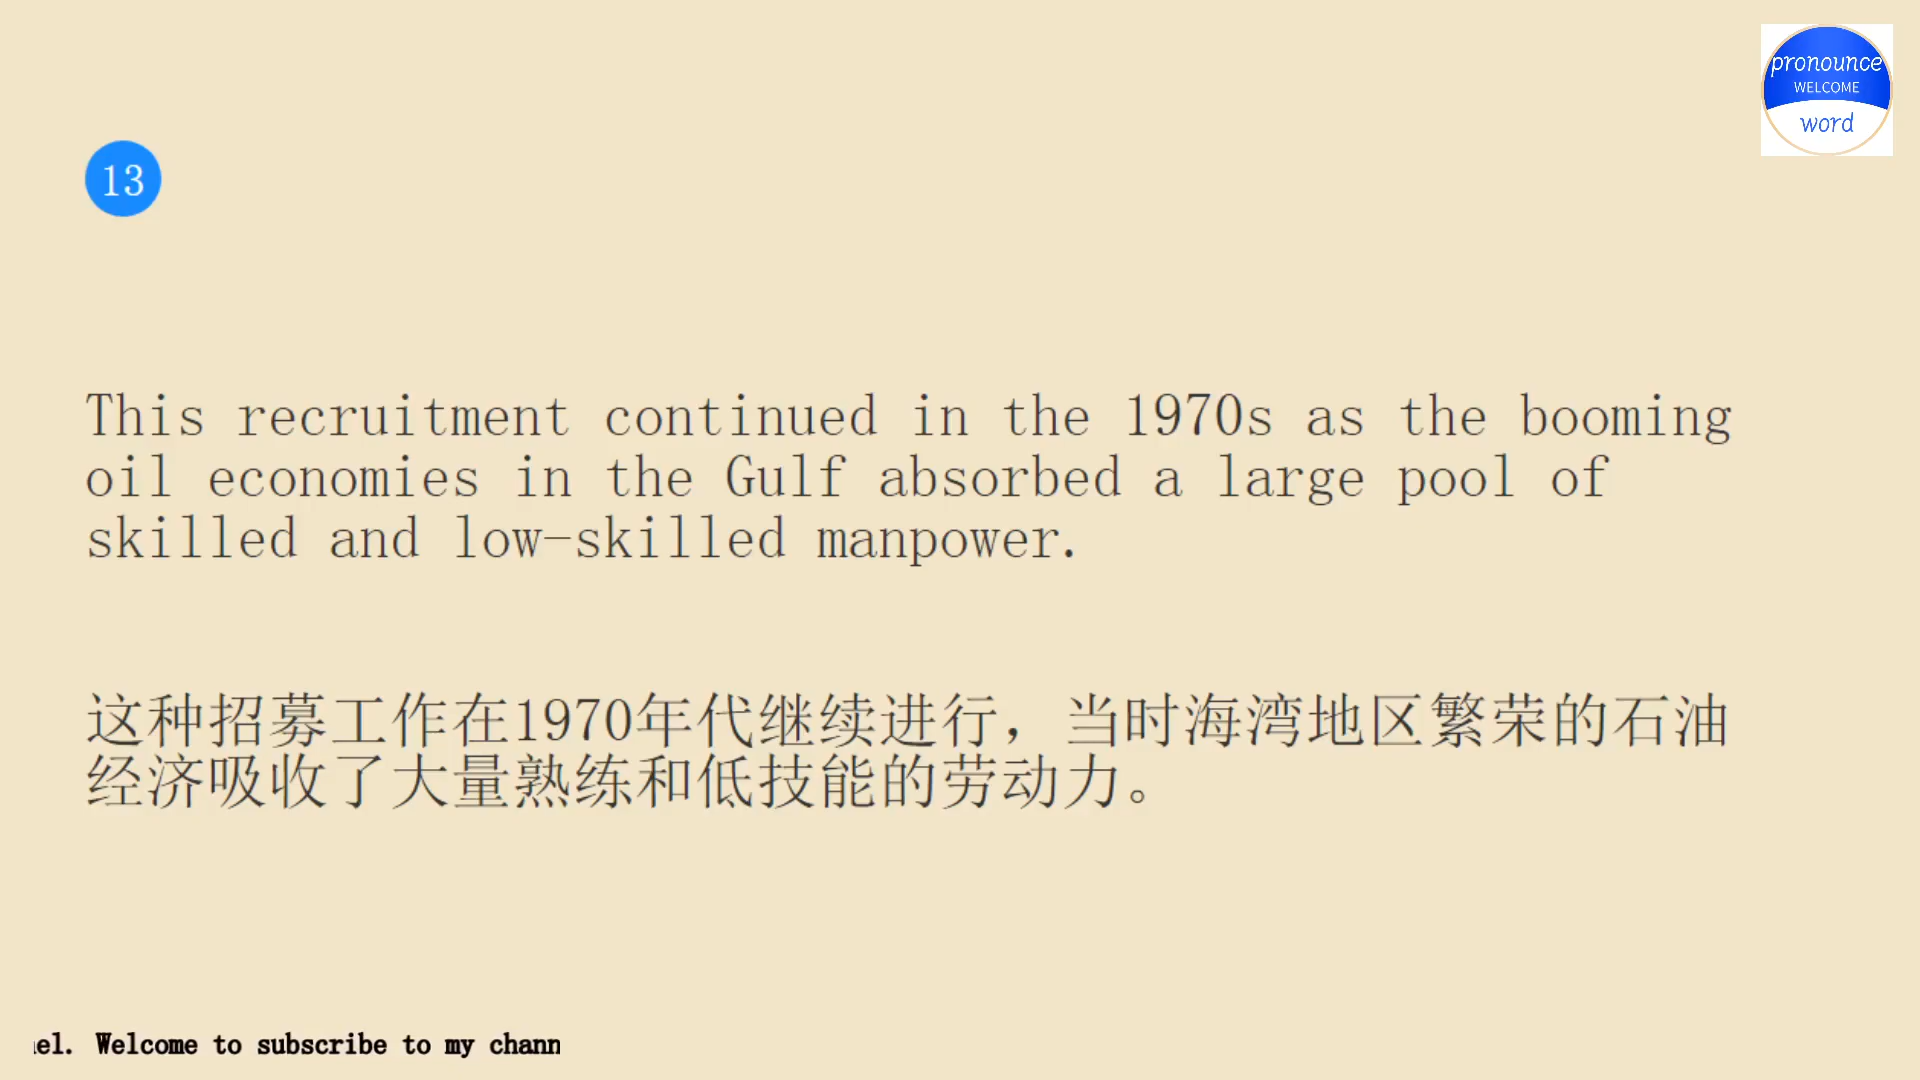 pronounce
WELCOME
word
13
This recruitment continued in the 1970s as the booming
oil economies in the Gulf absorbed a large pool of
skilled and low-skilled manpower.
这种招募工作在1970年代继续进行，当时海湾地区繁荣的石油
经济吸收了大量熟练和低技能的劳动力。
el. Welcome to subscribe to my chann